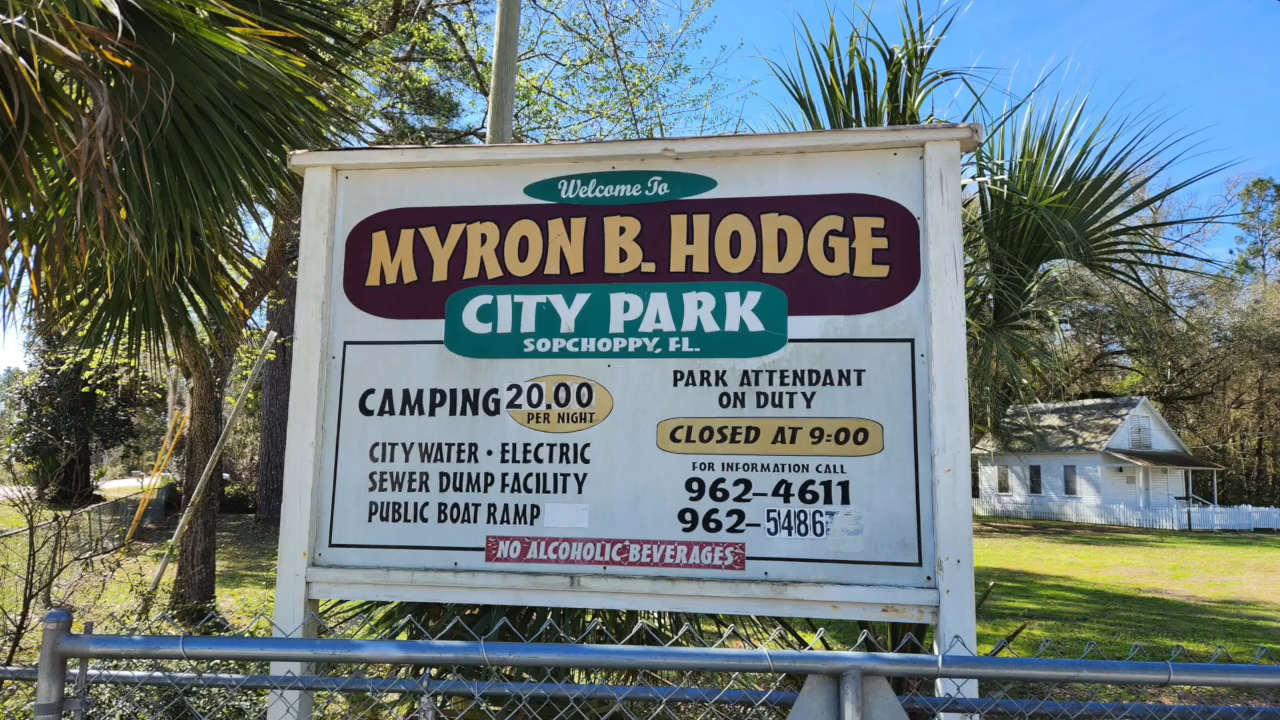 Welcome To
MYRON B. HODGE
CITY PARK
SOPCHOPPY, FL.
CAMPING 20.00
PER NIGHT
CITY WATER • ELECTRIC
SEWER DUMP FACILITY
PUBLIC BOAT RAMP
PARK ATTENDANT
ON DUTY
CLOSED AT 9:00
FOR INFORMATION CALL
962-4611
962-5486
NO ALCOHOLIC BEVERAGES